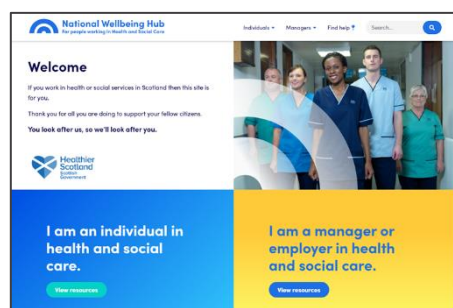 National Wellbeing Hub
For people working in Health and Social Care
Individuals
Managers
Find help
Search...
Welcome
If you work in health or social services in Scotland then this site is
for you.
Thank you for all you are doing to support your fellow citizens.
You look after us, so we'll look after you.
Healthier
Scotland
Scottish
Government
I am an individual in
health and social
care.
View resources
I am a manager or
employer in health
and social care.
View resources